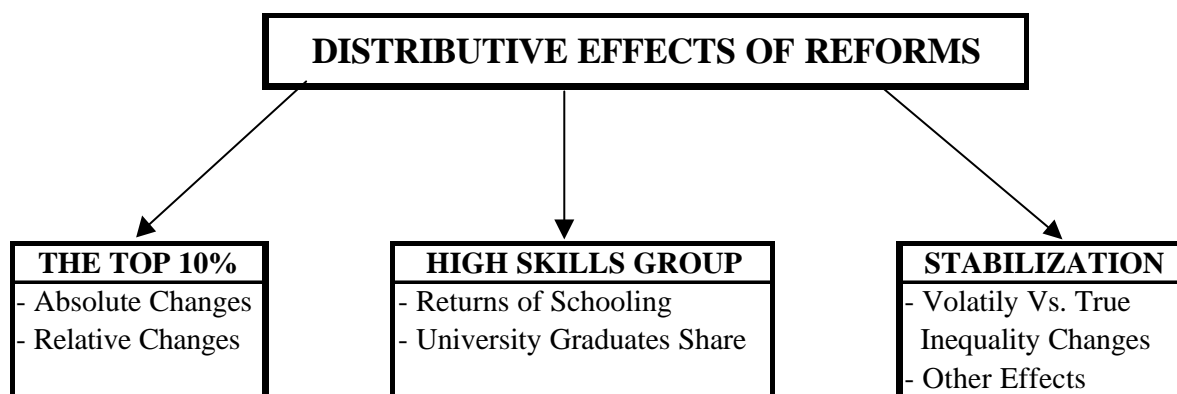 DISTRIBUTIVE EFFECTS OF REFORMS
THE TOP 10%
- Absolute Changes
- Relative Changes
HIGH SKILLS GROUP
- Returns of Schooling
- University Graduates Share
STABILIZATION
- Volatily Vs. True
Inequality Changes
- Other Effects